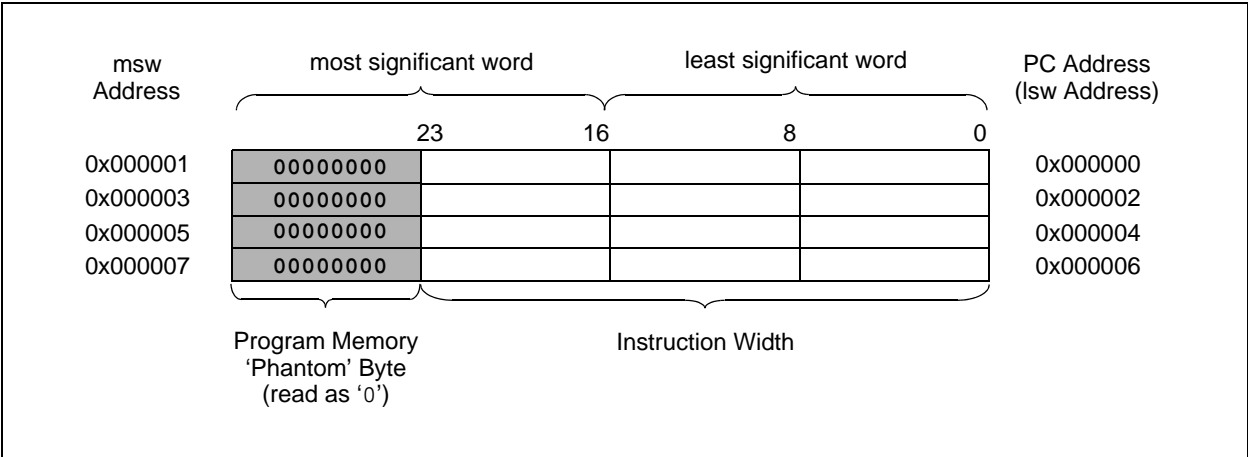 msw
Address
most significant word
least significant word
PC Address
(lsw Address)
23 16 8 0
0x000001 00000000 0x000000
0x000003 00000000 0x000002
0x000005 00000000 0x000004
0x000007 00000000 0x000006
Program Memory
‘Phantom’ Byte
(read as ‘0’)
Instruction Width